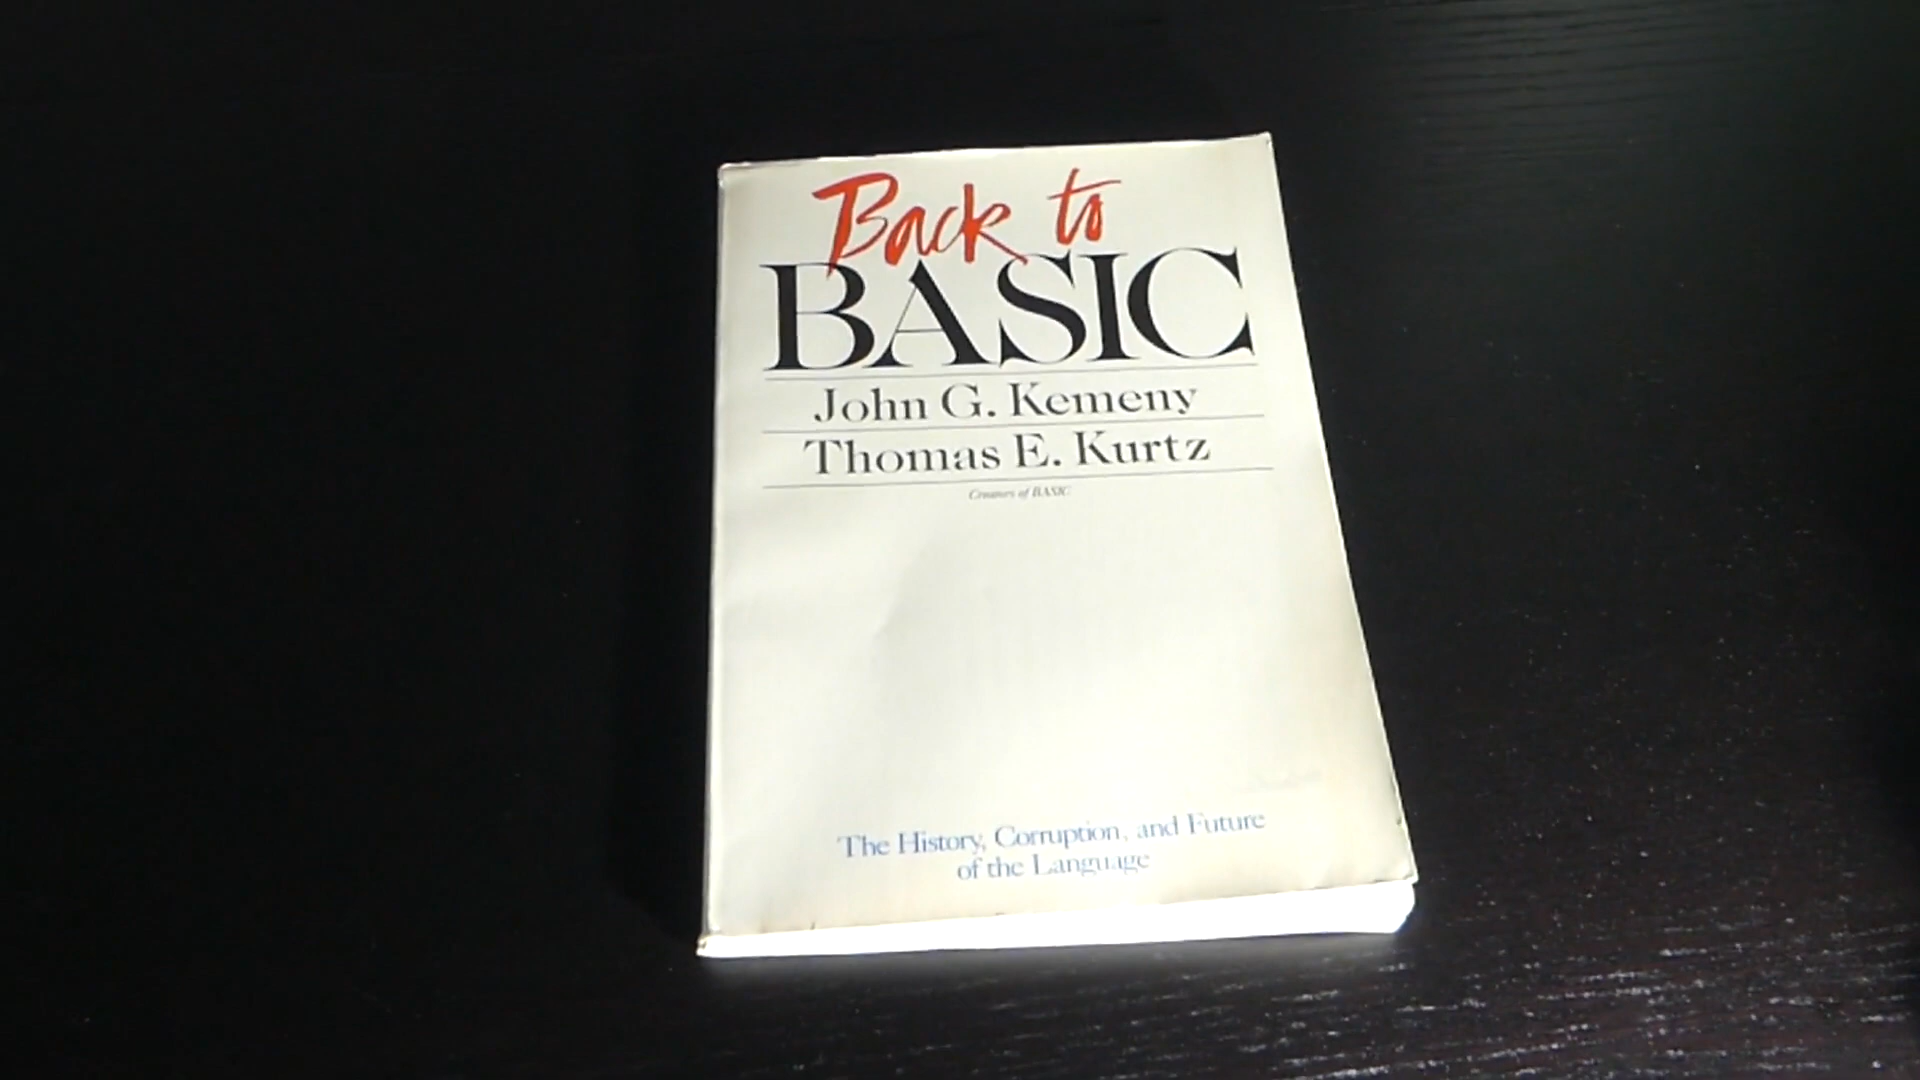 Back to
BASIC
John G. Kemeny
Thomas E. Kurtz
Creators of BASIC
The History, Corruption, and Future
of the Language